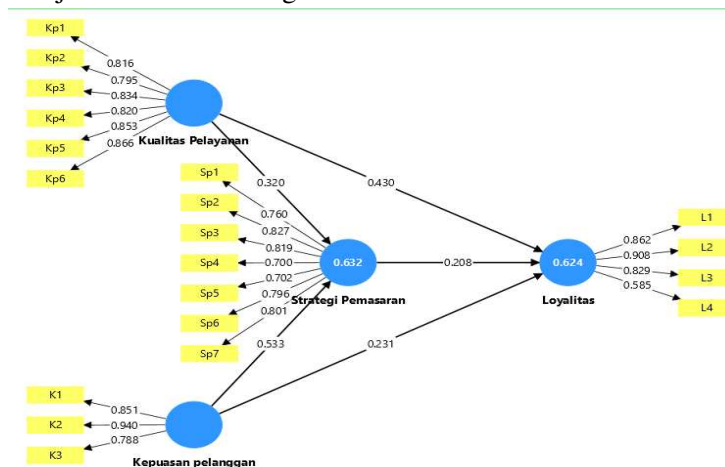 Kp1
Kp2
Kp3
Kp4
Kp5
Kp6
0.816
0.795
0.834
0.820
0.853
0.866
Kualitas Pelayanan
0.320
0.430
Sp1
Sp2
Sp3
Sp4
Sp5
Sp6
Sp7
0.760
0.827
0.819
0.700
0.702
0.796
0.801
0.632
Strategi Pemasaran
0.208
0.624
Loyalitas
0.862
0.908
0.829
0.585
L1
L2
L3
L4
0.533
0.231
K1
K2
K3
0.851
0.940
0.788
Kepuasan pelanggan